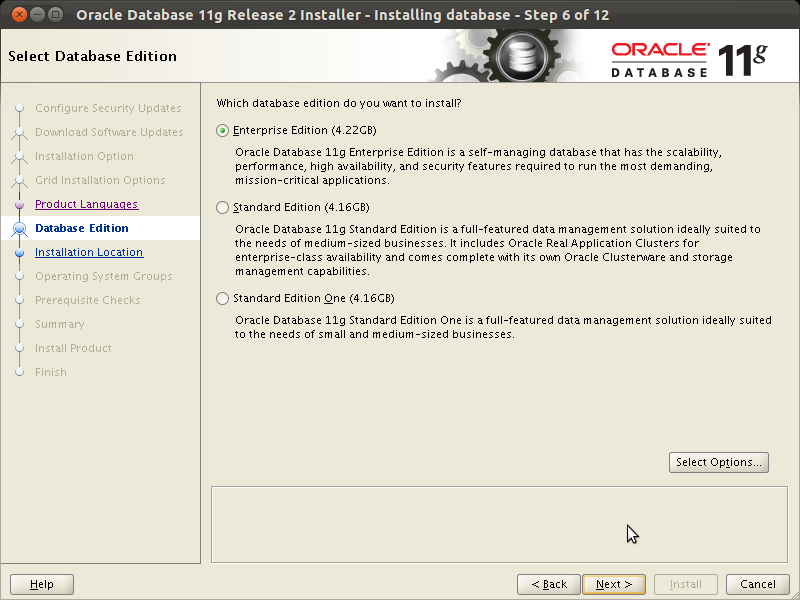 Oracle Database 11g Release 2 Installer - Installing database - Step 6 of 12
Select Database Edition
ORACLE
DATABASE
11g
Configure Security Updates
Download Software Updates
Installation Option
Grid Installation Options
Product Languages
Database Edition
Installation Location
Operating System Groups
Prerequisite Checks
Summary
Install Product
Finish
Which database edition do you want to install?
Enterprise Edition (4.22GB)
Oracle Database 11g Enterprise Edition is a self-managing database that has the scalability,
performance, high availability, and security features required to run the most demanding,
mission-critical applications.
Standard Edition (4.16GB)
Oracle Database 11g Standard Edition is a full-featured data management solution ideally suited to
the needs of medium-sized businesses. It includes Oracle Real Application Clusters for
enterprise-class availability and comes complete with its own Oracle Clusterware and storage
management capabilities.
Standard Edition One (4.16GB)
Oracle Database 11g Standard Edition One is a full-featured data management solution ideally suited
to the needs of small and medium-sized businesses.
Select Options...
Help
< Back
Next >
Install
Cancel